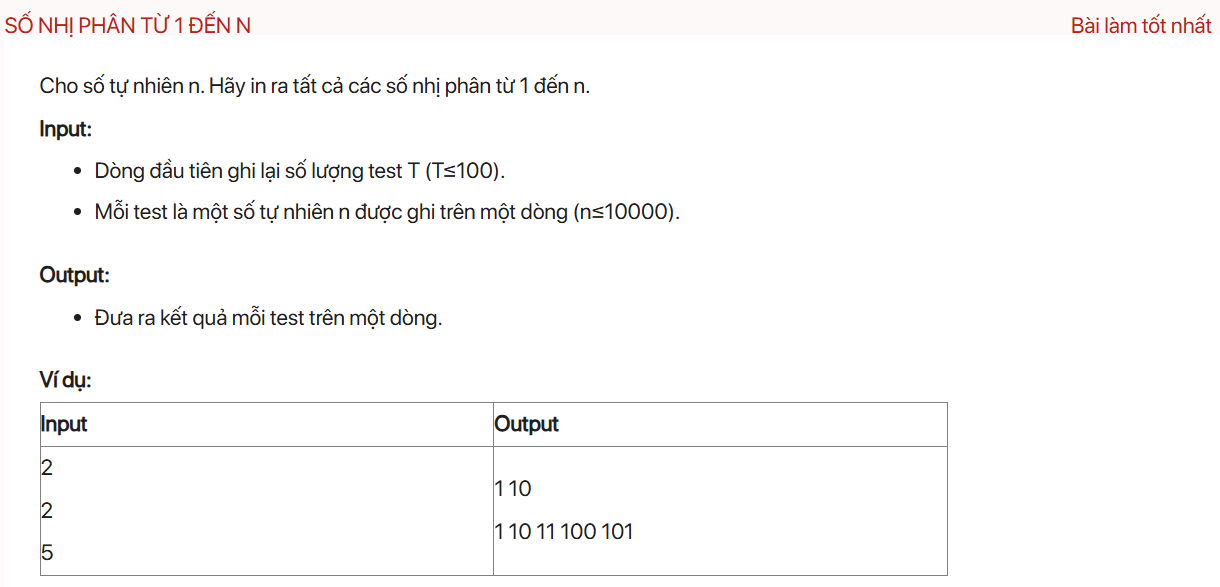 SỐ NHỊ PHÂN TỪ 1 ĐẾN N
Bài làm tốt nhất
Cho số tự nhiên n. Hãy in ra tất cả các số nhị phân từ 1 đến n.
Input:
• Dòng đầu tiên ghi lại số lượng test T (T≤100).
• Mỗi test là một số tự nhiên n được ghi trên một dòng (n≤10000).
Output:
• Đưa ra kết quả mỗi test trên một dòng.
Ví dụ:
Input
Output
2
2
5
1 10
1 10 11 100 101